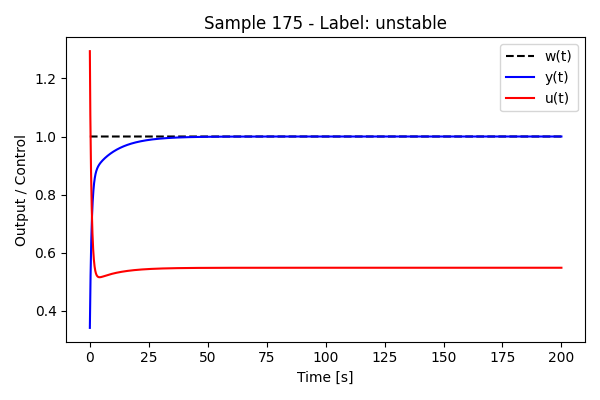 Sample 175 - Label: unstable
w(t)
y(t)
u(t)
Output / Control
1.2
1.0
0.8
0.6
0.4
0 25 50 75 100 125 150 175 200
Time [s]